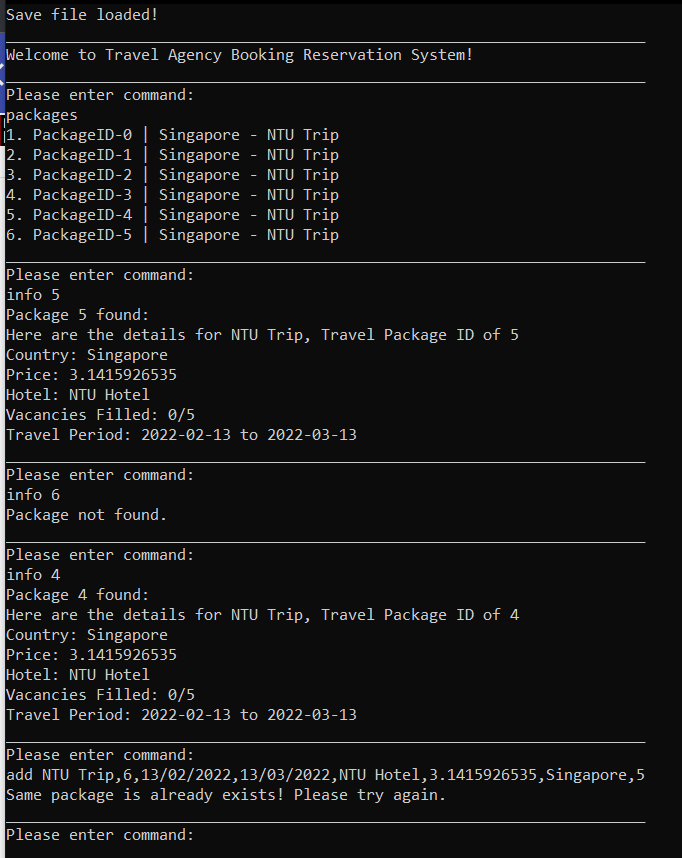 Save file loaded!
Welcome to Travel Agency Booking Reservation System!
Please enter command:
packages
1. PackageID-0 | Singapore - NTU Trip
2. PackageID-1 | Singapore - NTU Trip
3. PackageID-2 | Singapore - NTU Trip
4. PackageID-3 | Singapore - NTU Trip
5. PackageID-4 | Singapore - NTU Trip
6. PackageID-5 | Singapore - NTU Trip
Please enter command:
info 5
Package 5 found:
Here are the details for NTU Trip, Travel Package ID of 5
Country: Singapore
Price: 3.1415926535
Hotel: NTU Hotel
Vacancies Filled: 0/5
Travel Period: 2022-02-13 to 2022-03-13
Please enter command:
info 6
Package not found.
Please enter command:
info 4
Package 4 found:
Here are the details for NTU Trip, Travel Package ID of 4
Country: Singapore
Price: 3.1415926535
Hotel: NTU Hotel
Vacancies Filled: 0/5
Travel Period: 2022-02-13 to 2022-03-13
Please enter command:
add NTU Trip,6,13/02/2022,13/03/2022,NTU Hotel,3.1415926535,Singapore,5
Same package is already exists! Please try again.
Please enter command: